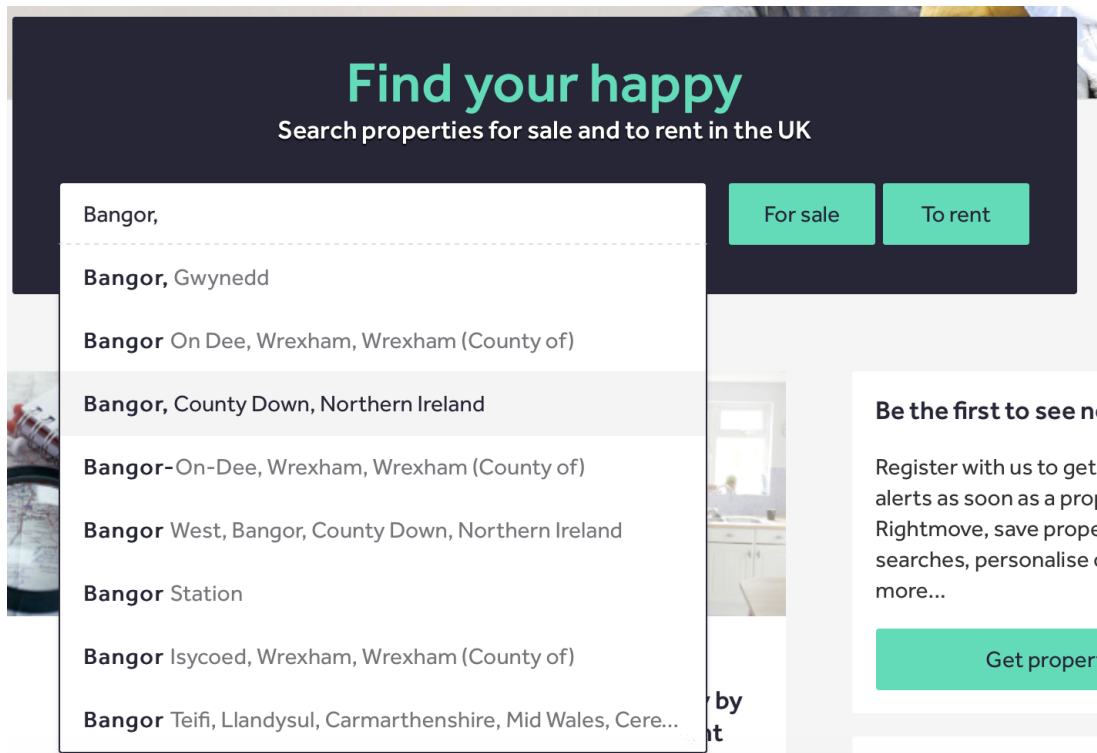 Find your happy
Search properties for sale and to rent in the UK
Bangor,
For sale
To rent
Bangor, Gwynedd
Bangor On Dee, Wrexham, Wrexham (County of)
Bangor, County Down, Northern Ireland
Bangor-On-Dee, Wrexham, Wrexham (County of)
Bangor West, Bangor, County Down, Northern Ireland
Bangor Station
Bangor Isycoed, Wrexham, Wrexham (County of)
Bangor Teifi, Llandysul, Carmarthenshire, Mid Wales, Cere...
by
Be the first to see
Register with us to get
alerts as soon as a
Rightmove, save
searches, personalise
more...
Get